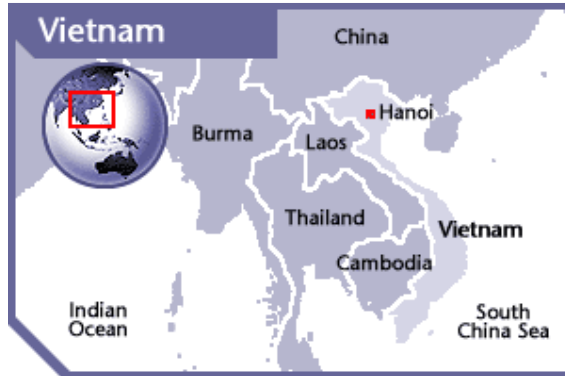 Vietnam
China
Hanoi
Burma
Laos
Thailand
Vietnam
Cambodia
Indian
Ocean
South
China Sea